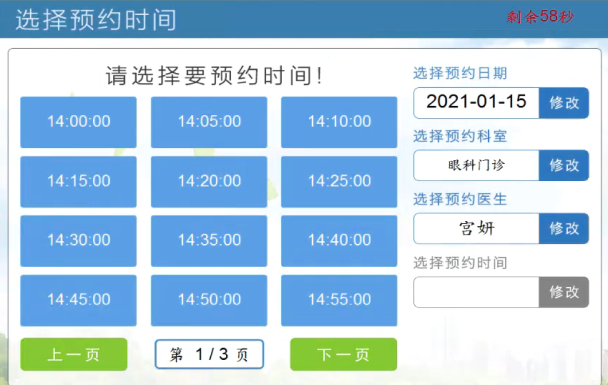 选择预约时间
剩余58秒
请选择要预约时间!
14:00:00 14:05:00 14:10:00
14:15:00 14:20:00 14:25:00
14:30:00 14:35:00 14:40:00
14:45:00 14:50:00 14:55:00
上一页 第 1/3 页 下一页
选择预约日期
2021-01-15 修改
选择预约科室
眼科门诊 修改
选择预约医生
宫妍 修改
选择预约时间
修改